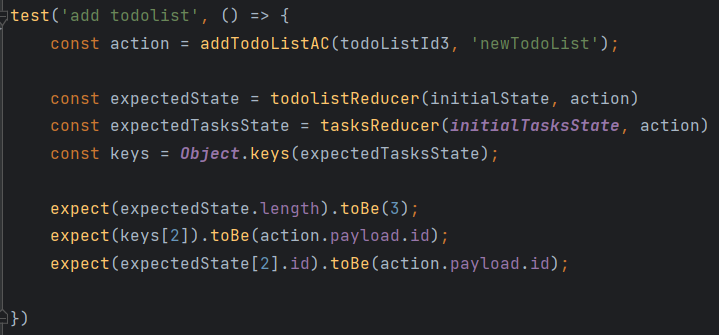 test('add todolist', () => {
    const action = addTodoListAC(todoListId3, 'newTodoList');
    const expectedState = todolistReducer(initialState, action)
    const expectedTasksState = tasksReducer(initialTasksState, action)
    const keys = Object.keys(expectedTasksState);
    expect(expectedState.length).toBe(3);
    expect(keys[2]).toBe(action.payload.id);
    expect(expectedState[2].id).toBe(action.payload.id);
})